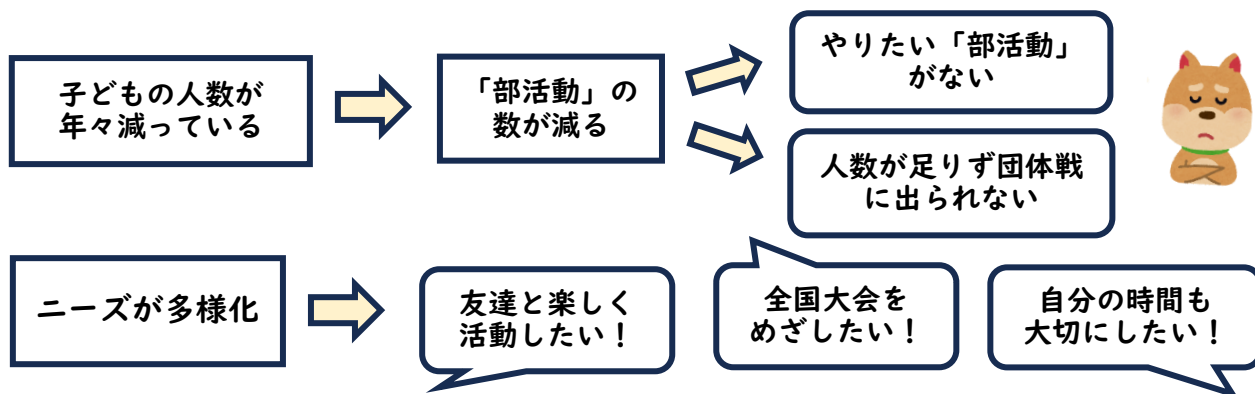 子どもの人数が
年々減っている
「部活動」の
数が減る
やりたい「部活動」
がない
人数が足りず団体戦
に出られない
ニーズが多様化
友達と楽しく
活動したい！
全国大会を
めざしたい！
自分の時間も
大切にしたい！